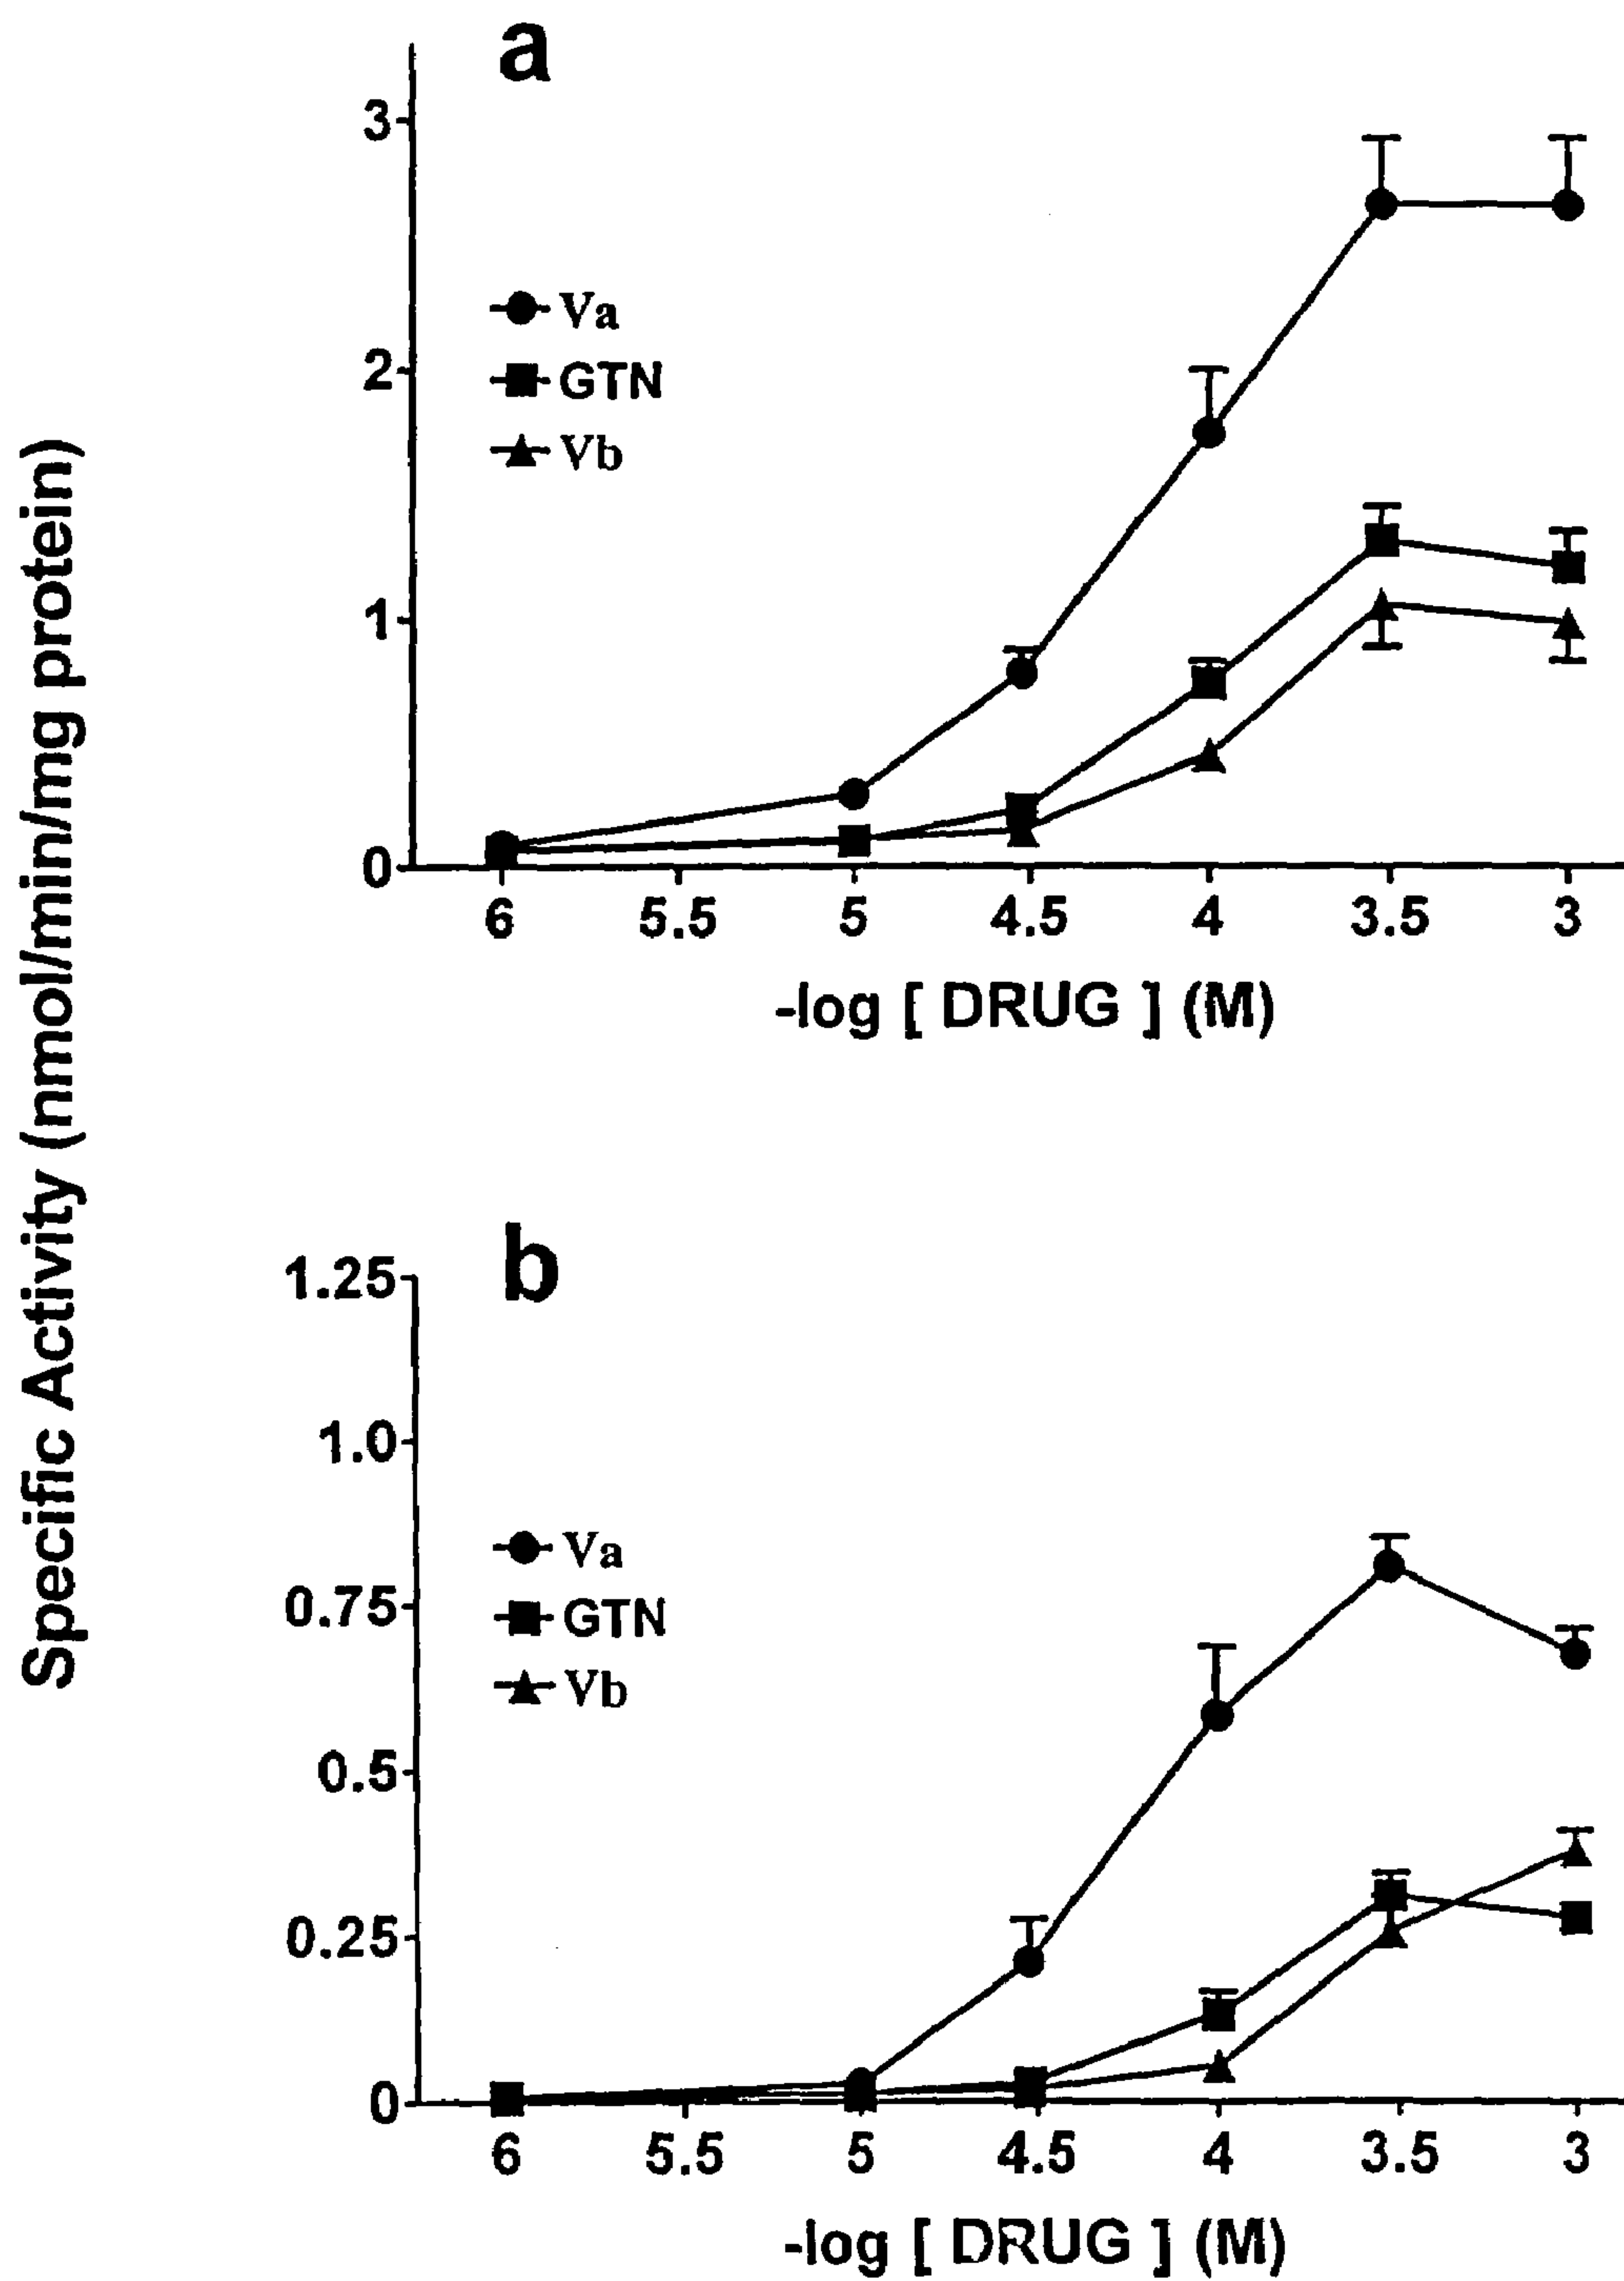 Specific Activity (nmol/min/mg protein)
a
3
2
1
0
Va
GTN
Vb
6 5.5 5 4.5 4 3.5 3
-log [ DRUG ] (M)
b
1.25
1.0
0.75
0.5
0.25
0
Va
GTN
Vb
6 5.5 5 4.5 4 3.5 3
-log [ DRUG ] (M)